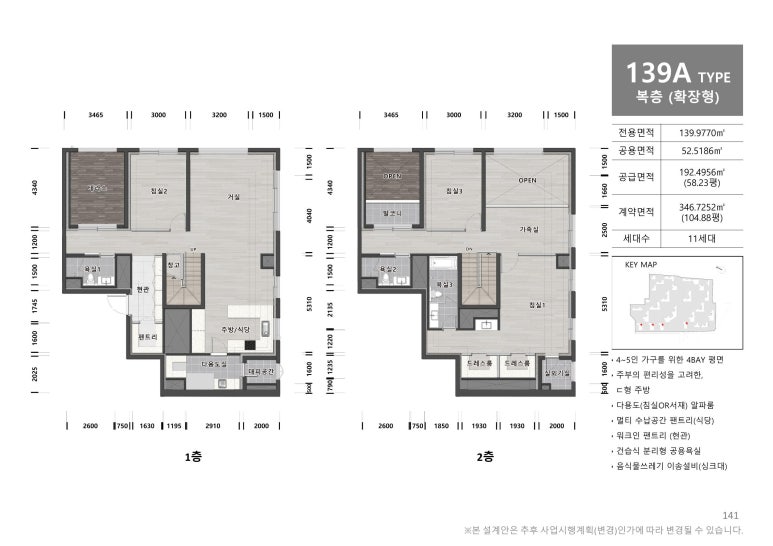 139A TYPE
복층 (확장형)
전용면적 139.9770㎡
공용면적 52.5186㎡
공급면적 192.4956㎡
(58.23평)
계약면적 346.7252㎡
(104.88평)
세대수 11세대
KEY MAP
• 4~5인 가구를 위한 4BAY 평면
주부의 편리성을 고려한,
ㄷ형 주방
• 다용도(침실OR서재) 알파룸
• 멀티 수납공간 팬트리(식당)
• 워크인 팬트리 (현관)
• 건습식 분리형 공용욕실
• 음식물쓰레기 이송설비(싱크대)
3465 3000 3200 1500
4340
1200
1500
1745
1600
2025
1500
4040
5310
1600
침실2
거실
욕실1
창고
UP
현관
팬트리
주방/식당
다용도실
대피공간
2600 750 1630 1195 2910 2000
1층
3465 3000 3200 1500
4340
1200
1500
2135
1220
1235
790
1500
1660
2500
5310
1600
OPEN
침실3
OPEN
발코니
가족실
DN
욕실2
욕실3
침실1
드레스룸
드레스룸
실외기실
2600 750 1850 1930 1930 2000
2층
141
※본 설계안은 추후 사업시행계획(변경)인가에 따라 변경될 수 있습니다.